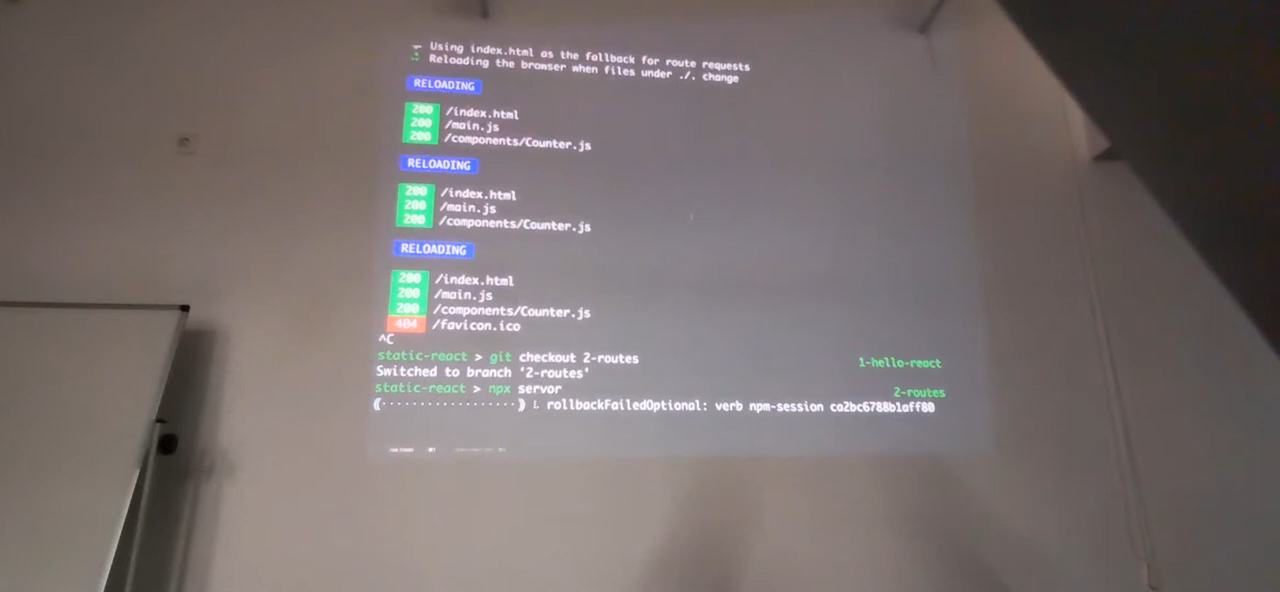 Using index.html as the fallback for route requests
Reloading the browser when files under ./. change
RELOADING
200 /index.html
200 /main.js
200 /components/Counter.js
RELOADING
200 /index.html
200 /main.js
200 /components/Counter.js
RELOADING
200 /index.html
200 /main.js
200 /components/Counter.js
404 /favicon.ico
^C
static-react > git checkout 2-routes 1-hello-react
Switched to branch '2-routes'
static-react > npx servor 2-routes
rollbackFailedOptional: verb npm-session ca2bc6788b1aff80